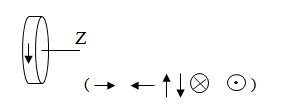 Z
( → ← ↑ ↓ ⊗ ⊙ )